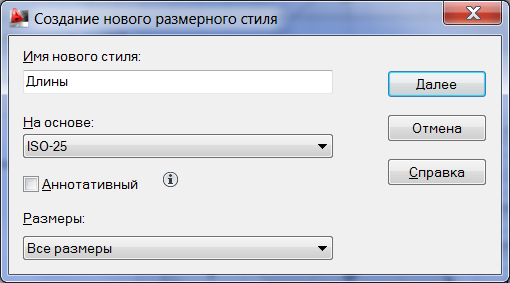 Создание нового размерного стиля
Имя нового стиля:
Длины
Далее
На основе:
ISO-25
Отмена
Аннотативный
Справка
Размеры:
Все размеры